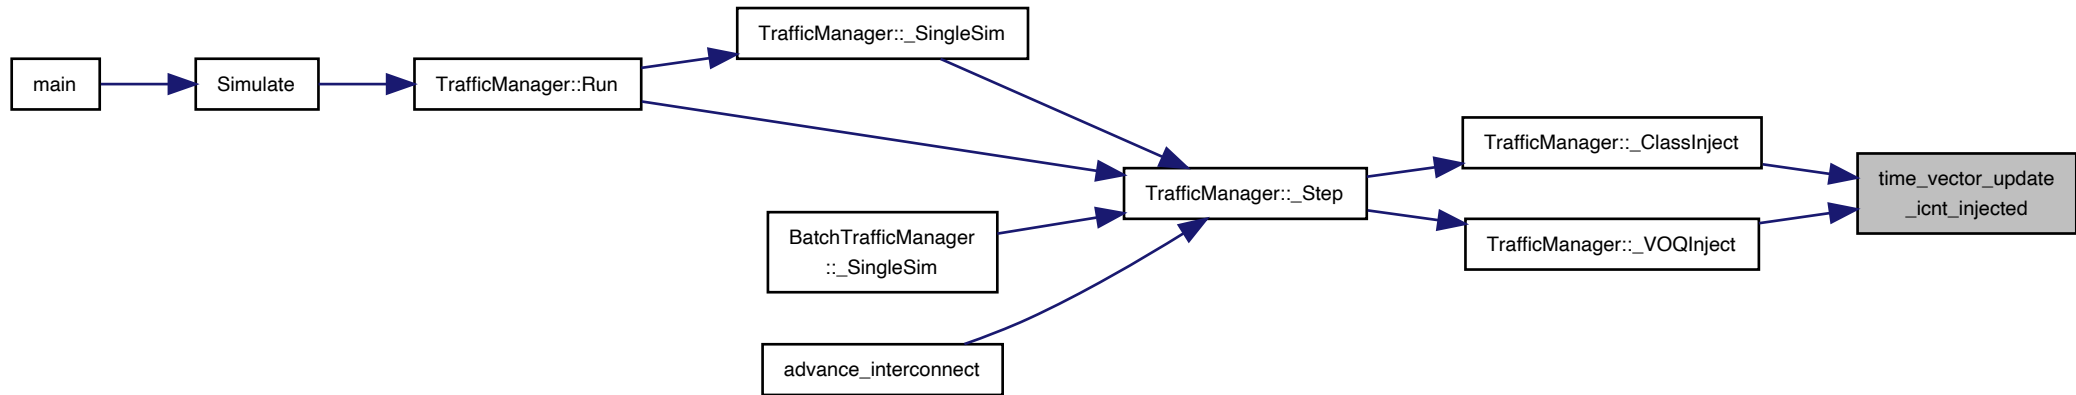 main
Simulate
TrafficManager::Run
TrafficManager::_SingleSim
BatchTrafficManager
::_SingleSim
advance_interconnect
TrafficManager::_Step
TrafficManager::_ClassInject
TrafficManager::_VOQInject
time_vector_update
_icnt_injected